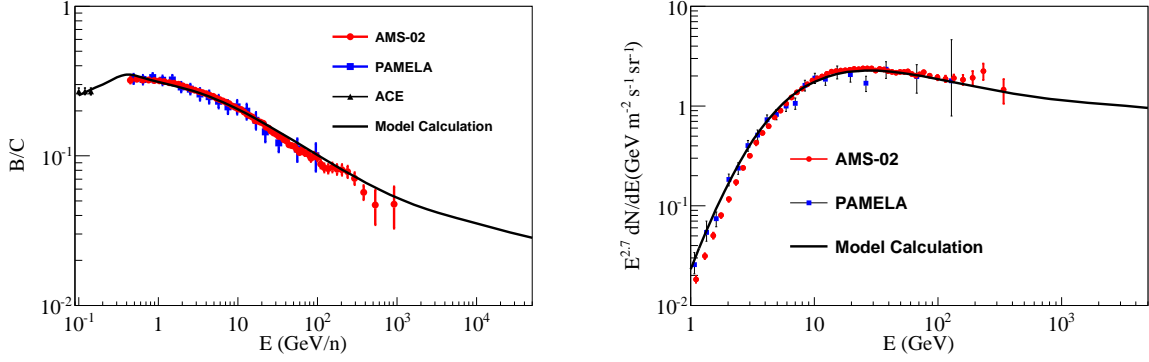 1
AMS-02
PAMELA
ACE
Model Calculation
B/C
10⁻¹
10⁻²
10⁻¹ 1 10 10² 10³ 10⁴
E (GeV/n)
10
1
10⁻¹
10⁻²
AMS-02
PAMELA
Model Calculation
E²·⁷ dN/dE(GeV m⁻² s⁻¹ sr⁻¹)
1 10 10² 10³
E (GeV)